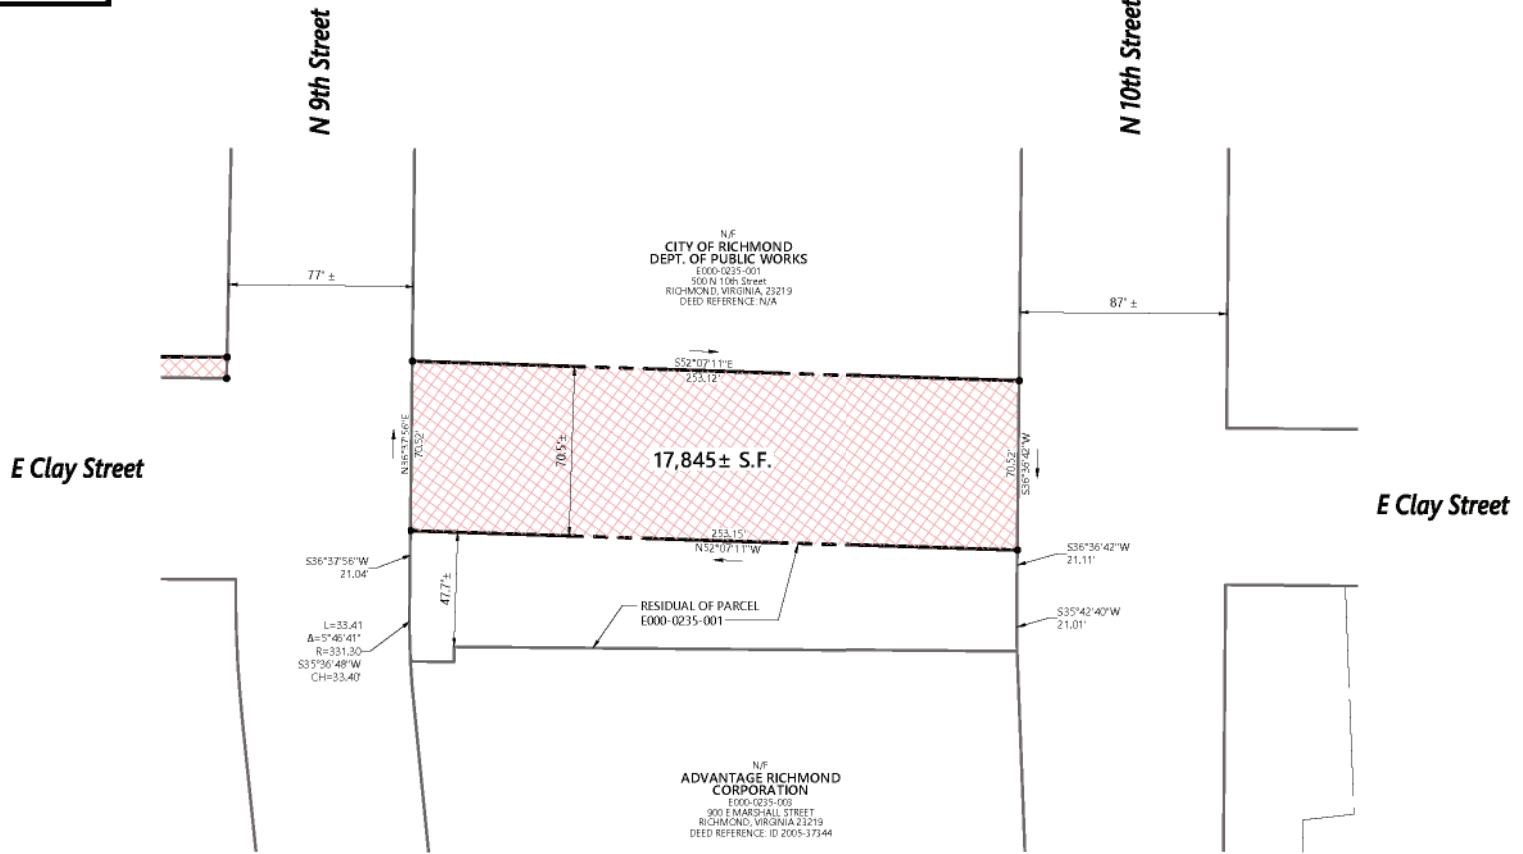 N 9th Street
N 10th Street
N/F
CITY OF RICHMOND
DEPT. OF PUBLIC WORKS
E000-0235-001
500 N 10th Street
RICHMOND, VIRGINIA, 23219
DEED REFERENCE: N/A
77' ±
87' ±
S52°07'11"E
253.12'
N36°37'56"E
70.52'
70.5'±
17,845± S.F.
70.52'
S36°36'42"W
E Clay Street
E Clay Street
253.15'
N52°07'11"W
S36°37'56"W
21.04'
S36°36'42"W
21.11'
47.7'±
RESIDUAL OF PARCEL
E000-0235-001
S35°42'40"W
21.01'
L=33.41
Δ=5°46'41"
R=331.30
S35°36'48"W
CH=33.40'
N/F
ADVANTAGE RICHMOND
CORPORATION
E000-0235-003
900 E MARSHALL STREET
RICHMOND, VIRGINIA 23219
DEED REFERENCE: ID 2005-37344